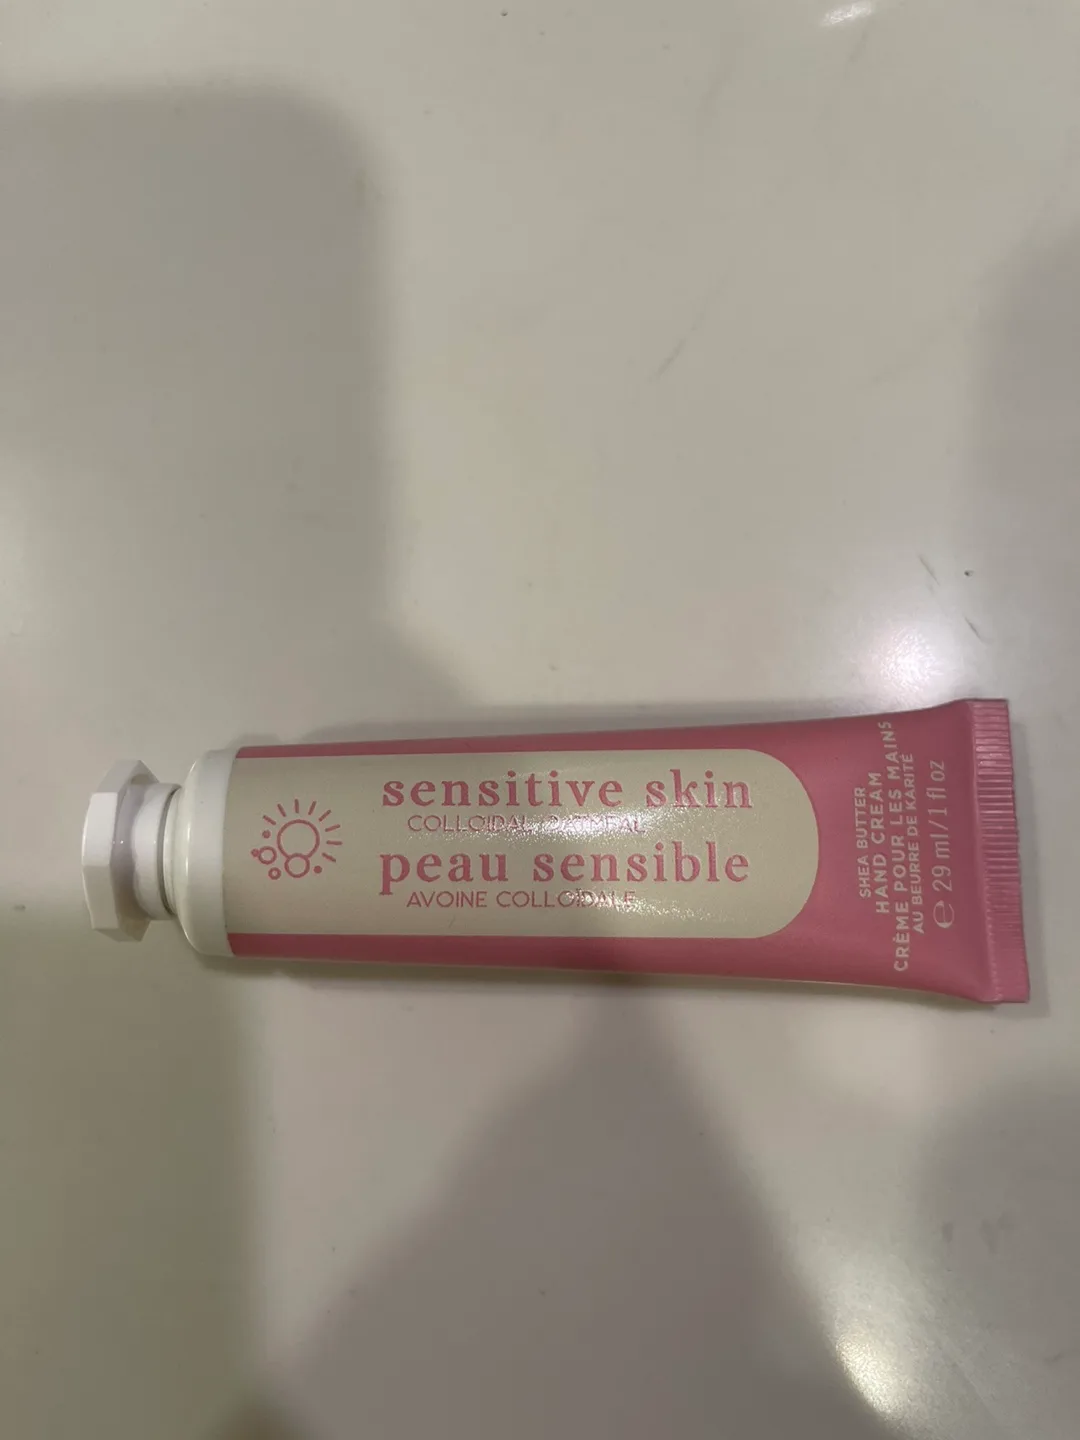 sensitive skin
COLLOIDAL OATMEAL
peau sensible
AVOINE COLLOÏDALE
SHEA BUTTER
HAND CREAM
CRÈME POUR LES MAINS
AU BEURRE DE KARITÉ
e 29 ml/1 fl oz